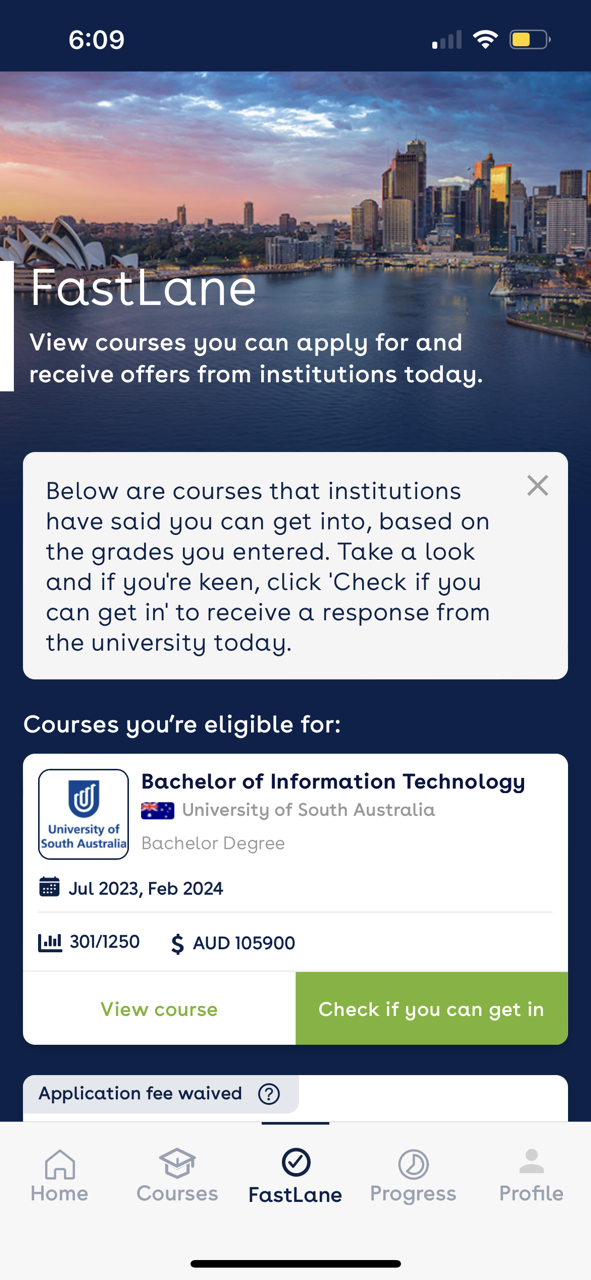 6:09
FastLane
View courses you can apply for and
receive offers from institutions today.
Below are courses that institutions
have said you can get into, based on
the grades you entered. Take a look
and if you're keen, click 'Check if you
can get in' to receive a response from
the university today.
Courses you're eligible for:
University of
South Australia
Bachelor of Information Technology
University of South Australia
Bachelor Degree
Jul 2023, Feb 2024
301/1250 $ AUD 105900
View course Check if you can get in
Application fee waived ?
Home Courses FastLane Progress Profile